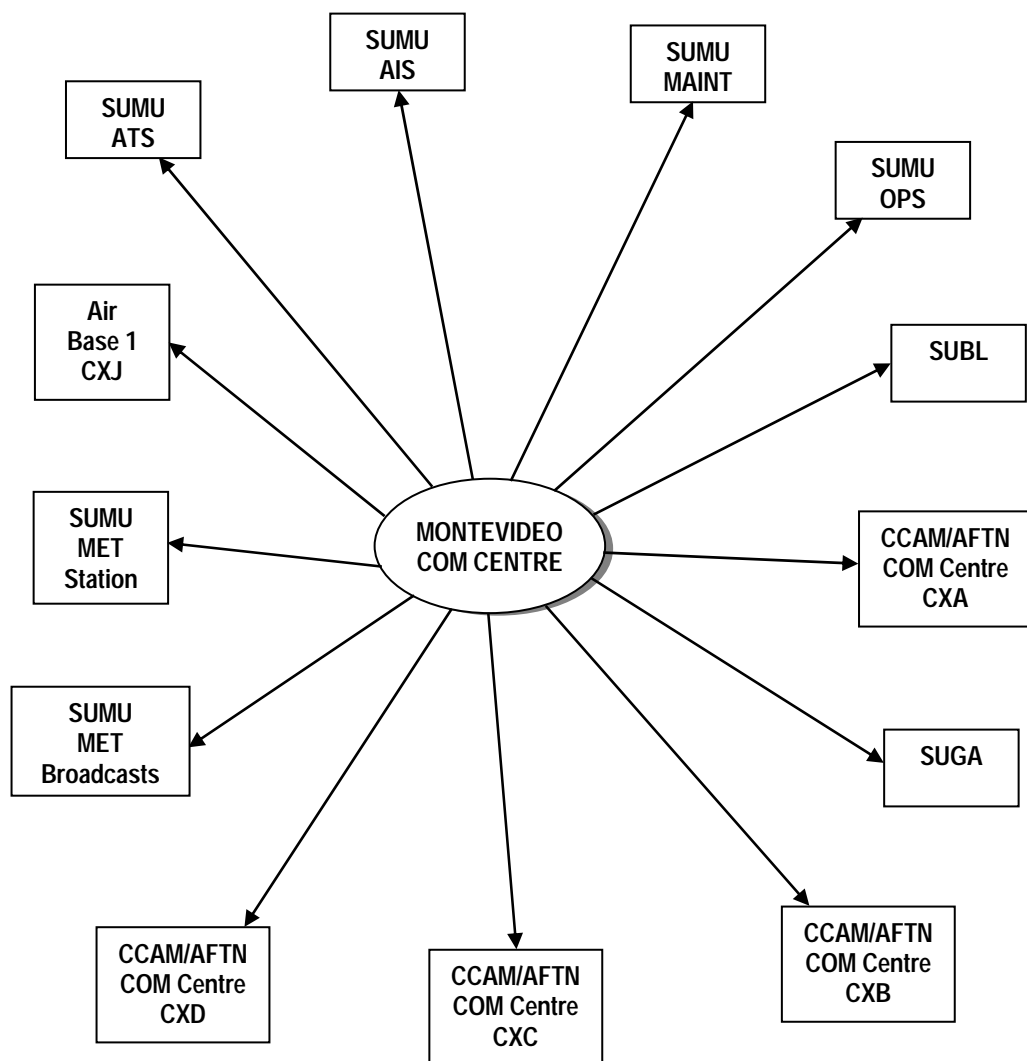 SUMU
AIS
SUMU
MAINT
SUMU
ATS
SUMU
OPS
Air
Base 1
CXJ
SUBL
SUMU
MET
Station
MONTEVIDEO
COM CENTRE
CCAM/AFTN
COM Centre
CXA
SUMU
MET
Broadcasts
SUGA
CCAM/AFTN
COM Centre
CXD
CCAM/AFTN
COM Centre
CXC
CCAM/AFTN
COM Centre
CXB